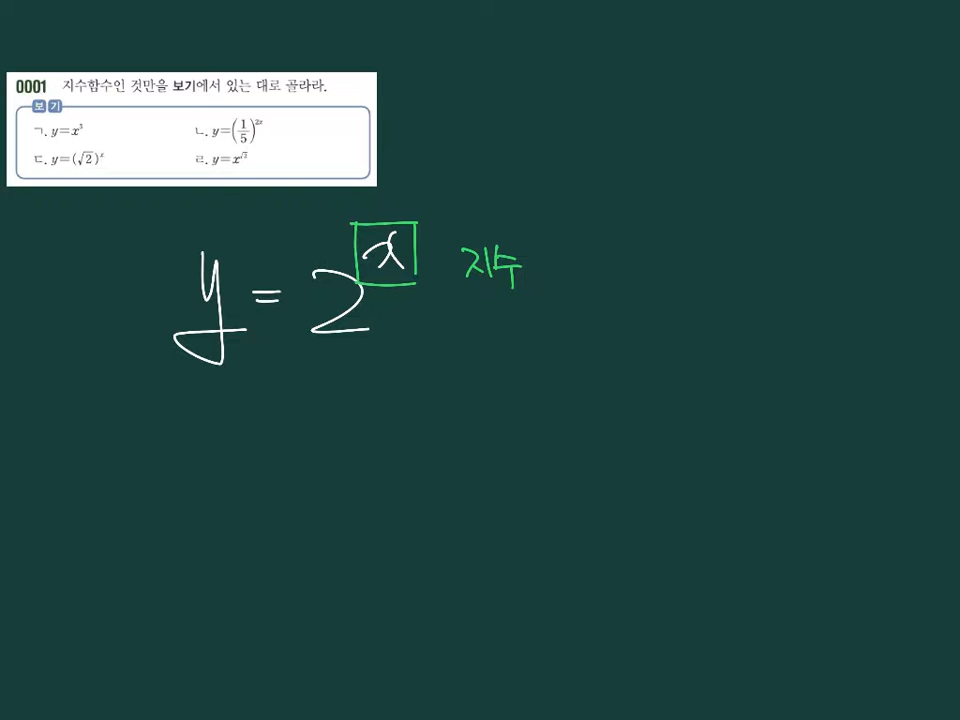 0001 지수함수인 것만을 보기에서 있는 대로 골라라.
보기
ㄱ. y=x³ ㄴ. y=(1/5)^{2x}
ㄷ. y=(√2)^x ㄹ. y=x^{√2}
y = 2^x 지수